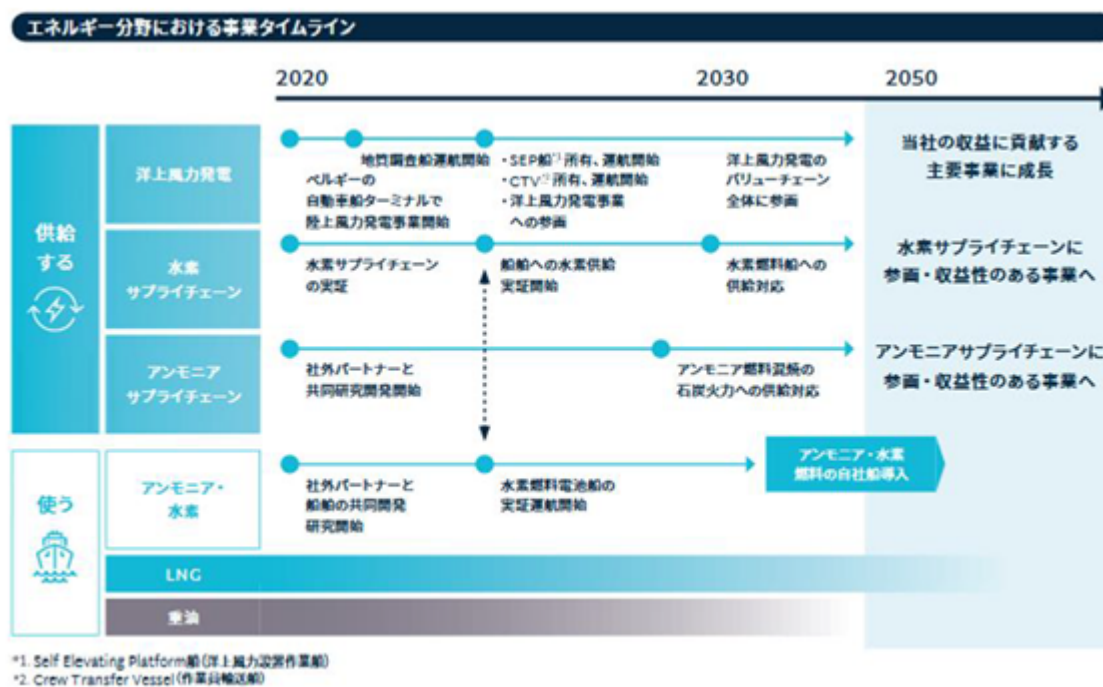 エネルギー分野における事業タイムライン
2020
2030
2050
供給
する
洋上風力発電
地質調査船運航開始
ベルギーの
自動車船ターミナルで
陸上風力発電事業開始
・SEP船*1所有、運航開始
・CTV*2所有、運航開始
・洋上風力発電事業
への参画
洋上風力発電の
バリューチェーン
全体に参画
当社の収益に貢献する
主要事業に成長
水素
サプライチェーン
水素サプライチェーン
の実証
船舶への水素供給
実証開始
水素燃料船への
供給対応
水素サプライチェーンに
参画・収益性のある事業へ
アンモニア
サプライチェーン
社外パートナーと
共同研究開発開始
アンモニア燃料混焼の
石炭火力への供給対応
アンモニアサプライチェーンに
参画・収益性のある事業へ
使う
アンモニア・
水素
社外パートナーと
船舶の共同開発
研究開始
水素燃料電池船の
実証運航開始
アンモニア・水素
燃料の自社船導入
LNG
重油
*1. Self Elevating Platform船(洋上風力設営作業船)
*2. Crew Transfer Vessel(作業員輸送船)